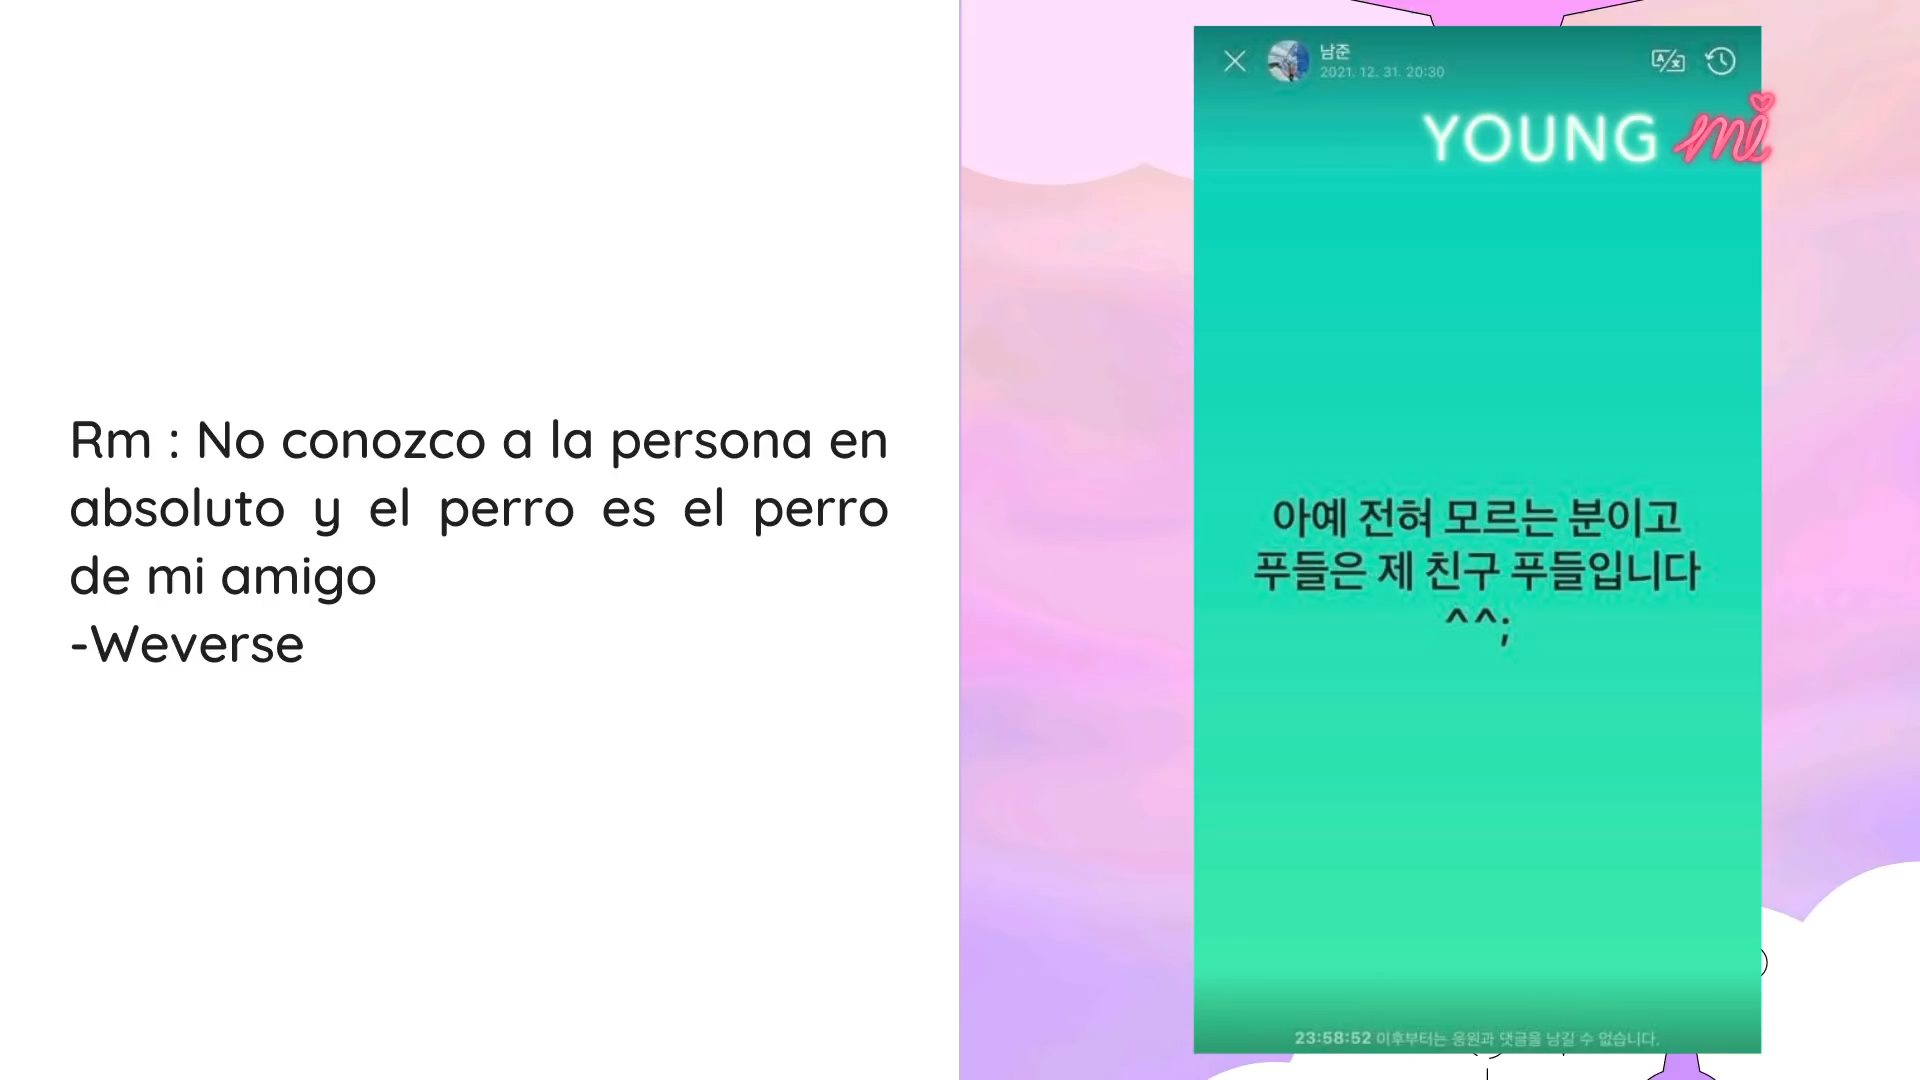 Rm : No conozco a la persona en
absoluto y el perro es el perro
de mi amigo
-Weverse
남준
2021. 12. 31. 20:30
YOUNG mi
아예 전혀 모르는 분이고
푸들은 제 친구 푸들입니다
^^;
23:58:52 이후부터는 응원과 댓글을 남길 수 없습니다.